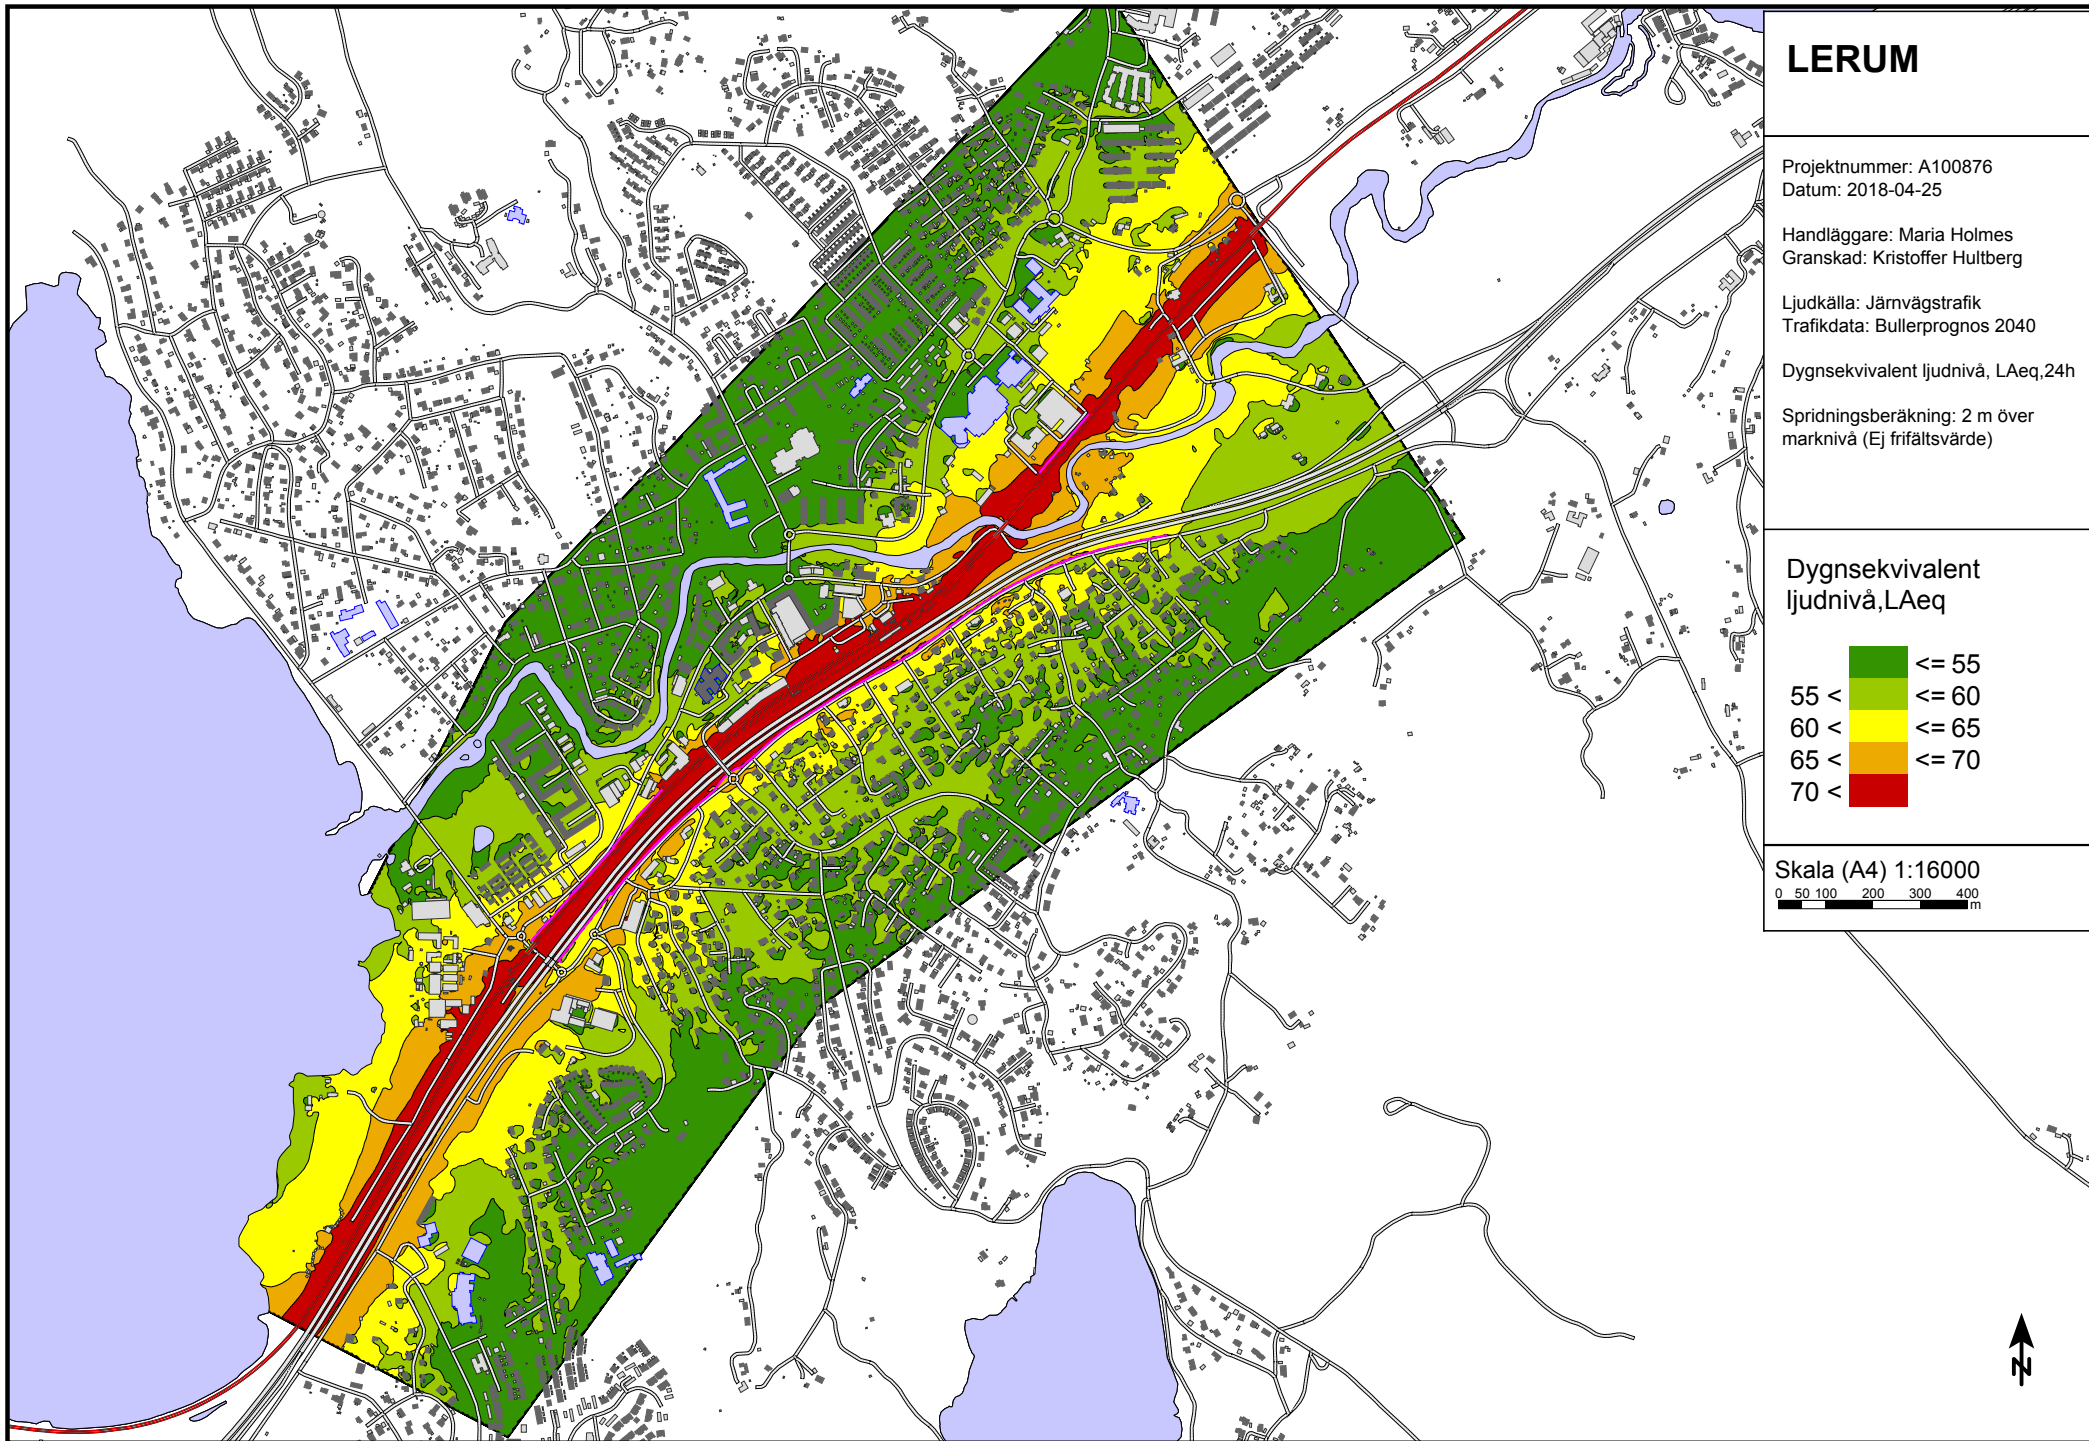 LERUM
Projektnummer: A100876
Datum: 2018-04-25
Handläggare: Maria Holmes
Granskad: Kristoffer Hultberg
Ljudkälla: Järnvägstrafik
Trafikdata: Bullerprognos 2040
Dygnsekvivalent ljudnivå, LAeq,24h
Spridningsberäkning: 2 m över
marknivå (Ej frifältsvärde)
Dygnsekvivalent
ljudnivå,LAeq
<= 55
55 < <= 60
60 < <= 65
65 < <= 70
70 <
Skala (A4) 1:16000
0 50 100 200 300 400
m
N